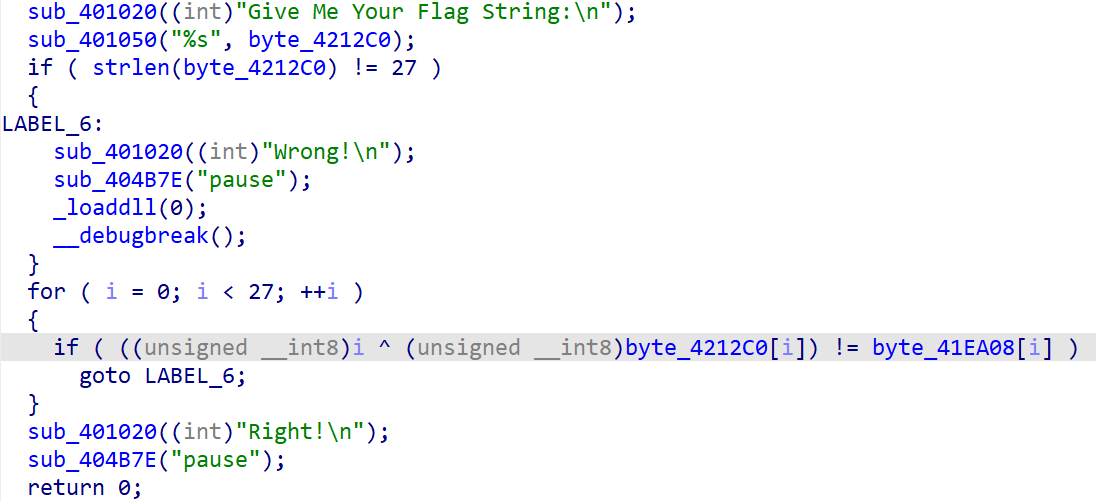 sub_401020((int)"Give Me Your Flag String:\n");
sub_401050("%s", byte_4212C0);
if ( strlen(byte_4212C0) != 27 )
{
LABEL_6:
sub_401020((int)"Wrong!\n");
sub_404B7E("pause");
_loaddll(0);
__debugbreak();
}
for ( i = 0; i < 27; ++i )
{
if ( ((unsigned __int8)i ^ (unsigned __int8)byte_4212C0[i]) != byte_41EA08[i] )
goto LABEL_6;
}
sub_401020((int)"Right!\n");
sub_404B7E("pause");
return 0;